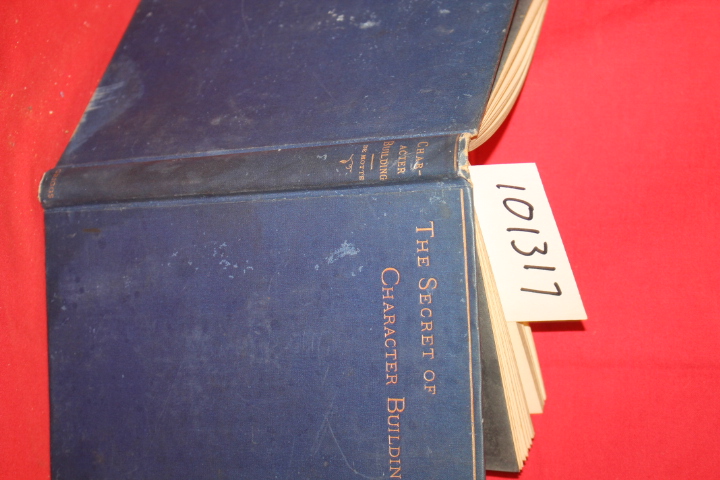 CHAR-
ACTER
BUILDING
DE MOTTE
THE SECRET OF
CHARACTER BUILDIN
101317